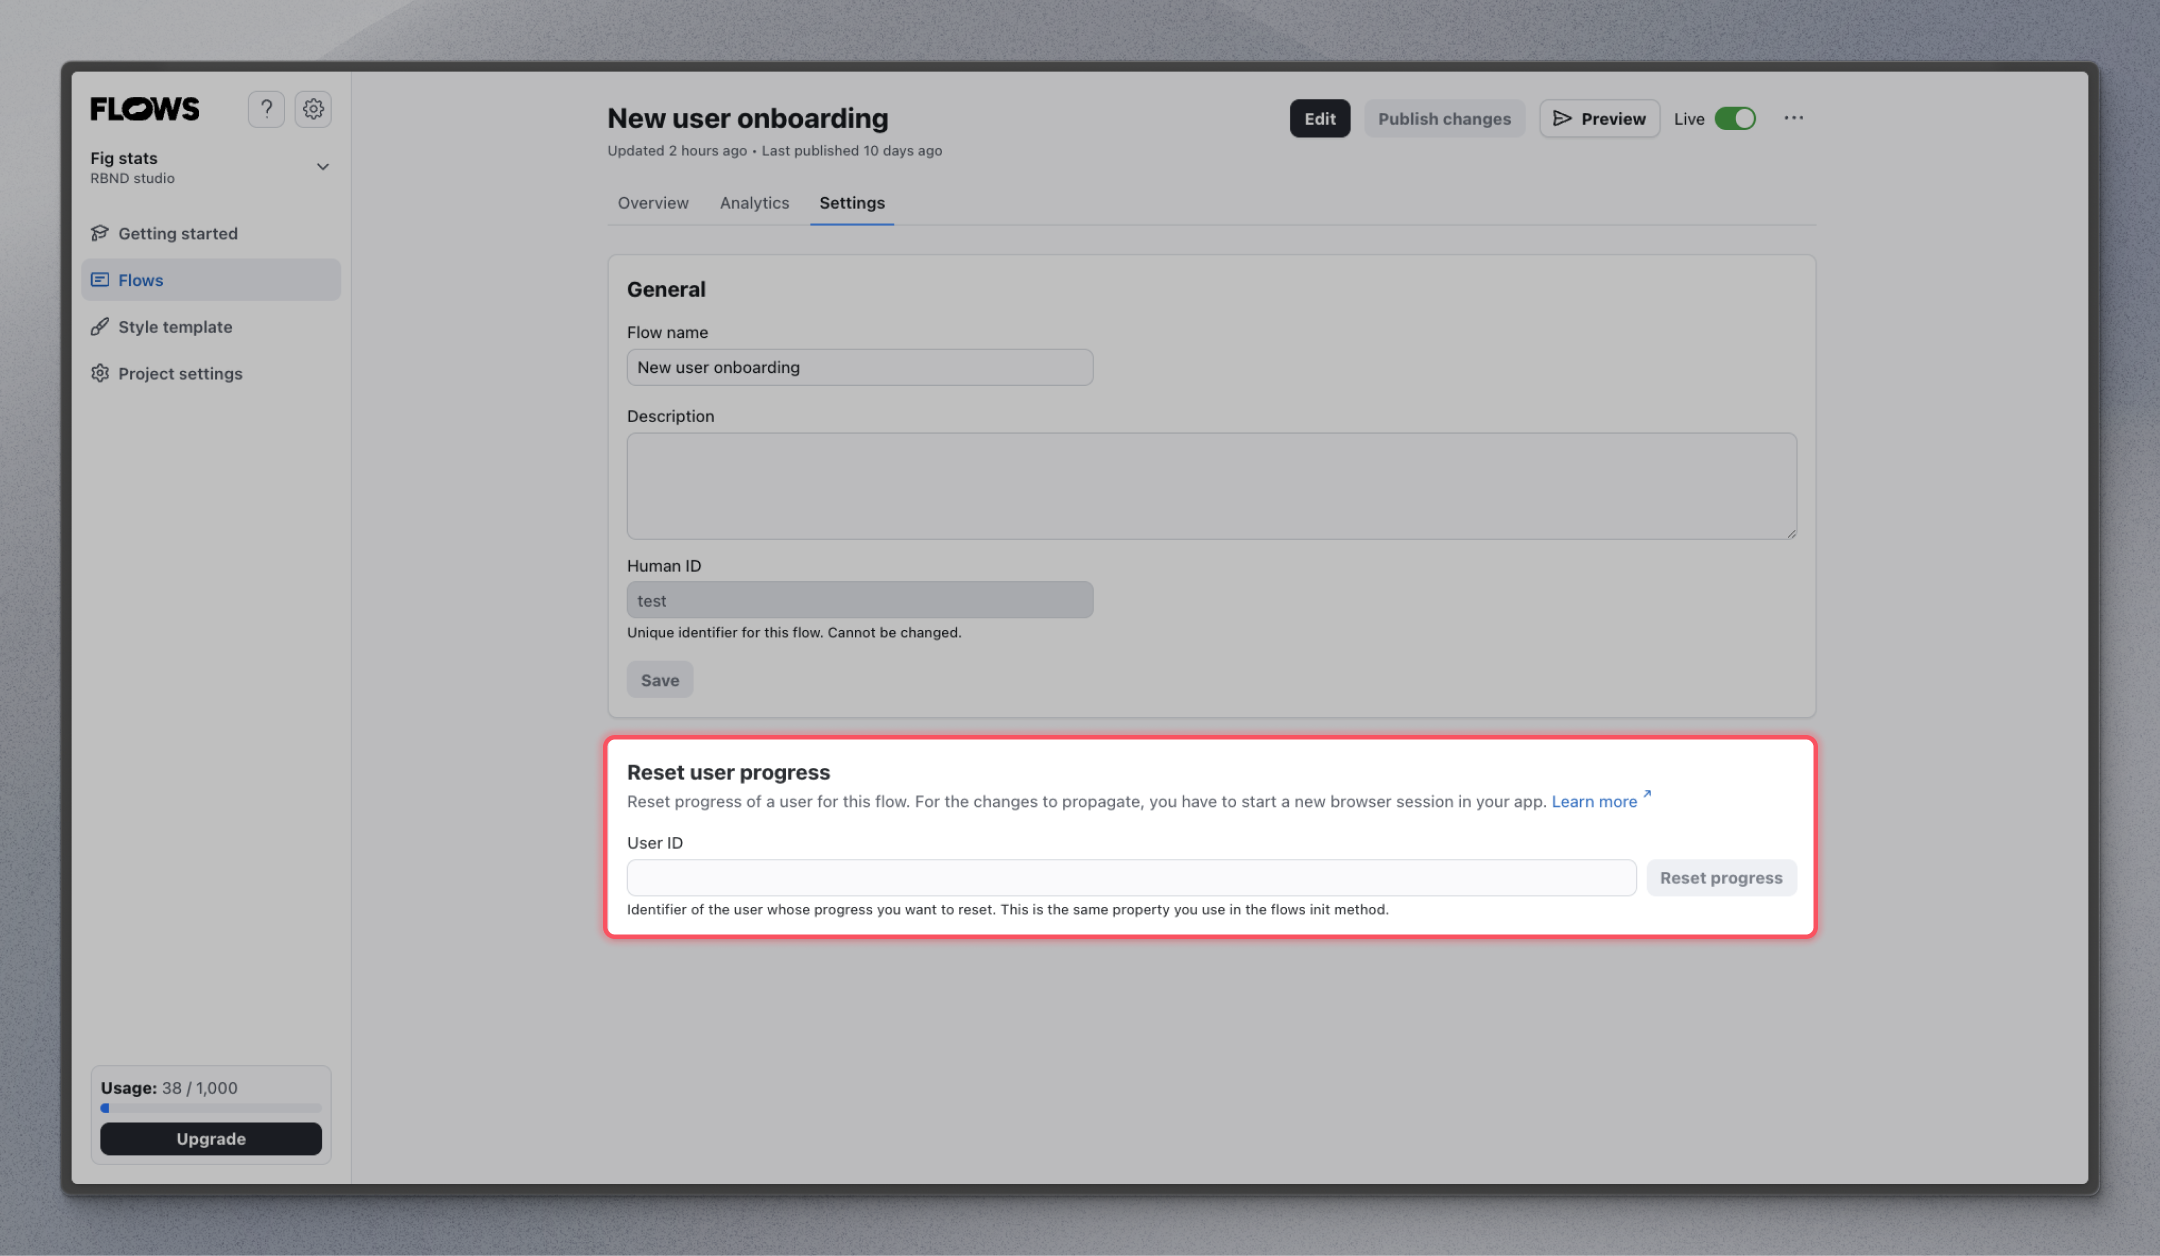 FLOWS
?
Fig stats
RBND studio
Getting started
Flows
Style template
Project settings
Usage: 38 / 1,000
Upgrade
New user onboarding
Updated 2 hours ago • Last published 10 days ago
Edit
Publish changes
Preview
Live
Overview
Analytics
Settings
General
Flow name
New user onboarding
Description
Human ID
test
Unique identifier for this flow. Cannot be changed.
Save
Reset user progress
Reset progress of a user for this flow. For the changes to propagate, you have to start a new browser session in your app. Learn more ↗
User ID
Reset progress
Identifier of the user whose progress you want to reset. This is the same property you use in the flows init method.